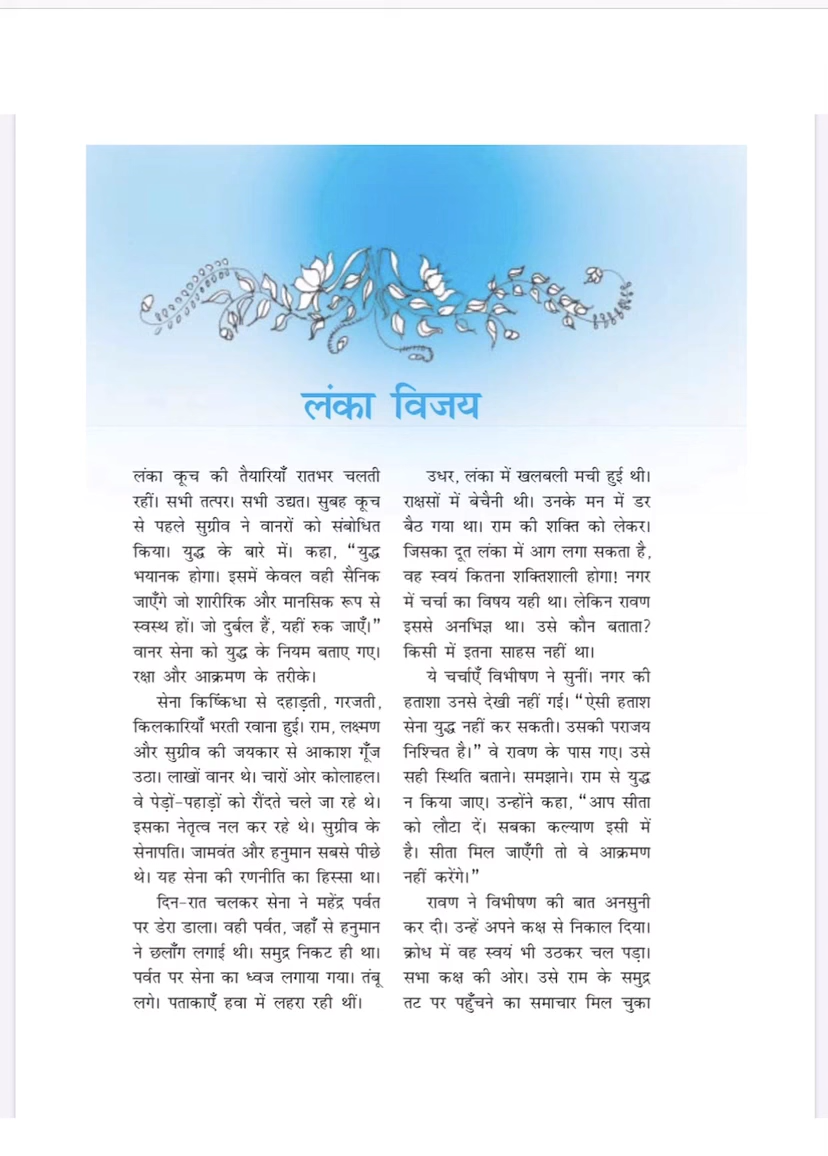 लंका विजय
लंका कूच की तैयारियाँ रातभर चलती
रहीं। सभी तत्पर। सभी उद्यत। सुबह कूच
से पहले सुग्रीव ने वानरों को संबोधित
किया। युद्ध के बारे में। कहा, “युद्ध
भयानक होगा। इसमें केवल वही सैनिक
जाएँगे जो शारीरिक और मानसिक रूप से
स्वस्थ हों। जो दुर्बल हैं, यहीं रुक जाएँ।”
वानर सेना को युद्ध के नियम बताए गए।
रक्षा और आक्रमण के तरीके।
सेना किष्किंधा से दहाड़ती, गरजती,
किलकारियाँ भरती रवाना हुई। राम, लक्ष्मण
और सुग्रीव की जयकार से आकाश गूँज
उठा। लाखों वानर थे। चारों ओर कोलाहल।
वे पेड़ों-पहाड़ों को रौंदते चले जा रहे थे।
इसका नेतृत्व नल कर रहे थे। सुग्रीव के
सेनापति। जामवंत और हनुमान सबसे पीछे
थे। यह सेना की रणनीति का हिस्सा था।
दिन-रात चलकर सेना ने महेंद्र पर्वत
पर डेरा डाला। वही पर्वत, जहाँ से हनुमान
ने छलाँग लगाई थी। समुद्र निकट ही था।
पर्वत पर सेना का ध्वज लगाया गया। तंबू
लगे। पताकाएँ हवा में लहरा रही थीं।
उधर, लंका में खलबली मची हुई थी।
राक्षसों में बेचैनी थी। उनके मन में डर
बैठ गया था। राम की शक्ति को लेकर।
जिसका दूत लंका में आग लगा सकता है,
वह स्वयं कितना शक्तिशाली होगा! नगर
में चर्चा का विषय यही था। लेकिन रावण
इससे अनभिज्ञ था। उसे कौन बताता?
किसी में इतना साहस नहीं था।
ये चर्चाएँ विभीषण ने सुनीं। नगर की
हताशा उनसे देखी नहीं गई। “ऐसी हताश
सेना युद्ध नहीं कर सकती। उसकी पराजय
निश्चित है।” वे रावण के पास गए। उसे
सही स्थिति बताने। समझाने। राम से युद्ध
न किया जाए। उन्होंने कहा, “आप सीता
को लौटा दें। सबका कल्याण इसी में
है। सीता मिल जाएँगी तो वे आक्रमण
नहीं करेंगे।”
रावण ने विभीषण की बात अनसुनी
कर दी। उन्हें अपने कक्ष से निकाल दिया।
क्रोध में वह स्वयं भी उठकर चल पड़ा।
सभा कक्ष की ओर। उसे राम के समुद्र
तट पर पहुँचने का समाचार मिल चुका